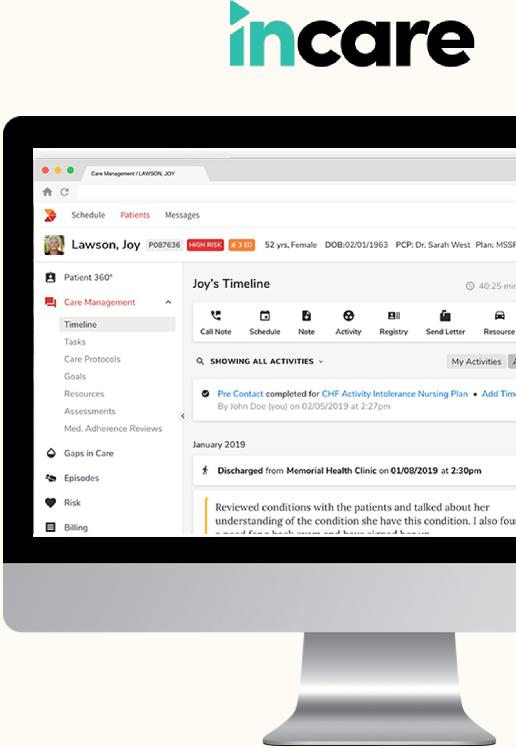 incare
Care Management / LAWSON, JOY
Schedule Patients Messages
Lawson, Joy P087636 HIGH RISK 3 ED 52 yrs, Female DOB:02/01/1963 PCP: Dr. Sarah West Plan: MSSP
Patient 360°
Care Management
Timeline
Tasks
Care Protocols
Goals
Resources
Assessments
Med. Adherence Reviews
Gaps in Care
Episodes
Risk
Billing
Joy's Timeline 40:25 min
Call Note Schedule Note Activity Registry Send Letter Resource
SHOWING ALL ACTIVITIES My Activities A
Pre Contact completed for CHF Activity Intolerance Nursing Plan • Add Time
By John Doe (you) on 02/05/2019 at 2:27pm
January 2019
Discharged from Memorial Health Clinic on 01/08/2019 at 2:30pm
Reviewed conditions with the patients and talked about her
understanding of the condition she have this condition. I also four